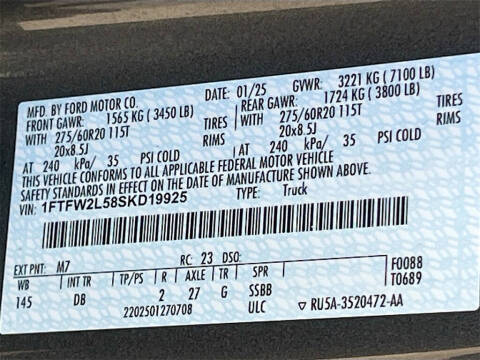 MFD. BY FORD MOTOR CO. DATE: 01/25 GVWR: 3221 KG (7100 LB)
FRONT GAWR: 1565 KG (3450 LB) REAR GAWR: 1724 KG (3800 LB)
WITH 275/60R20 115T TIRES WITH 275/60R20 115T TIRES
20x8.5J RIMS 20x8.5J RIMS
AT 240 kPa/ 35 PSI COLD AT 240 kPa/ 35 PSI COLD
THIS VEHICLE CONFORMS TO ALL APPLICABLE FEDERAL MOTOR VEHICLE
SAFETY STANDARDS IN EFFECT ON THE DATE OF MANUFACTURE SHOWN ABOVE.
VIN: 1FTFW2L58SKD19925 TYPE: Truck
EXT PNT: M7 RC: 23 DSO: F0088
WB INT TR TP/PS R AXLE TR SPR T0689
145 DB 2 27 G SSBB
2202501270708 ULC ▽ RU5A-3520472-AA